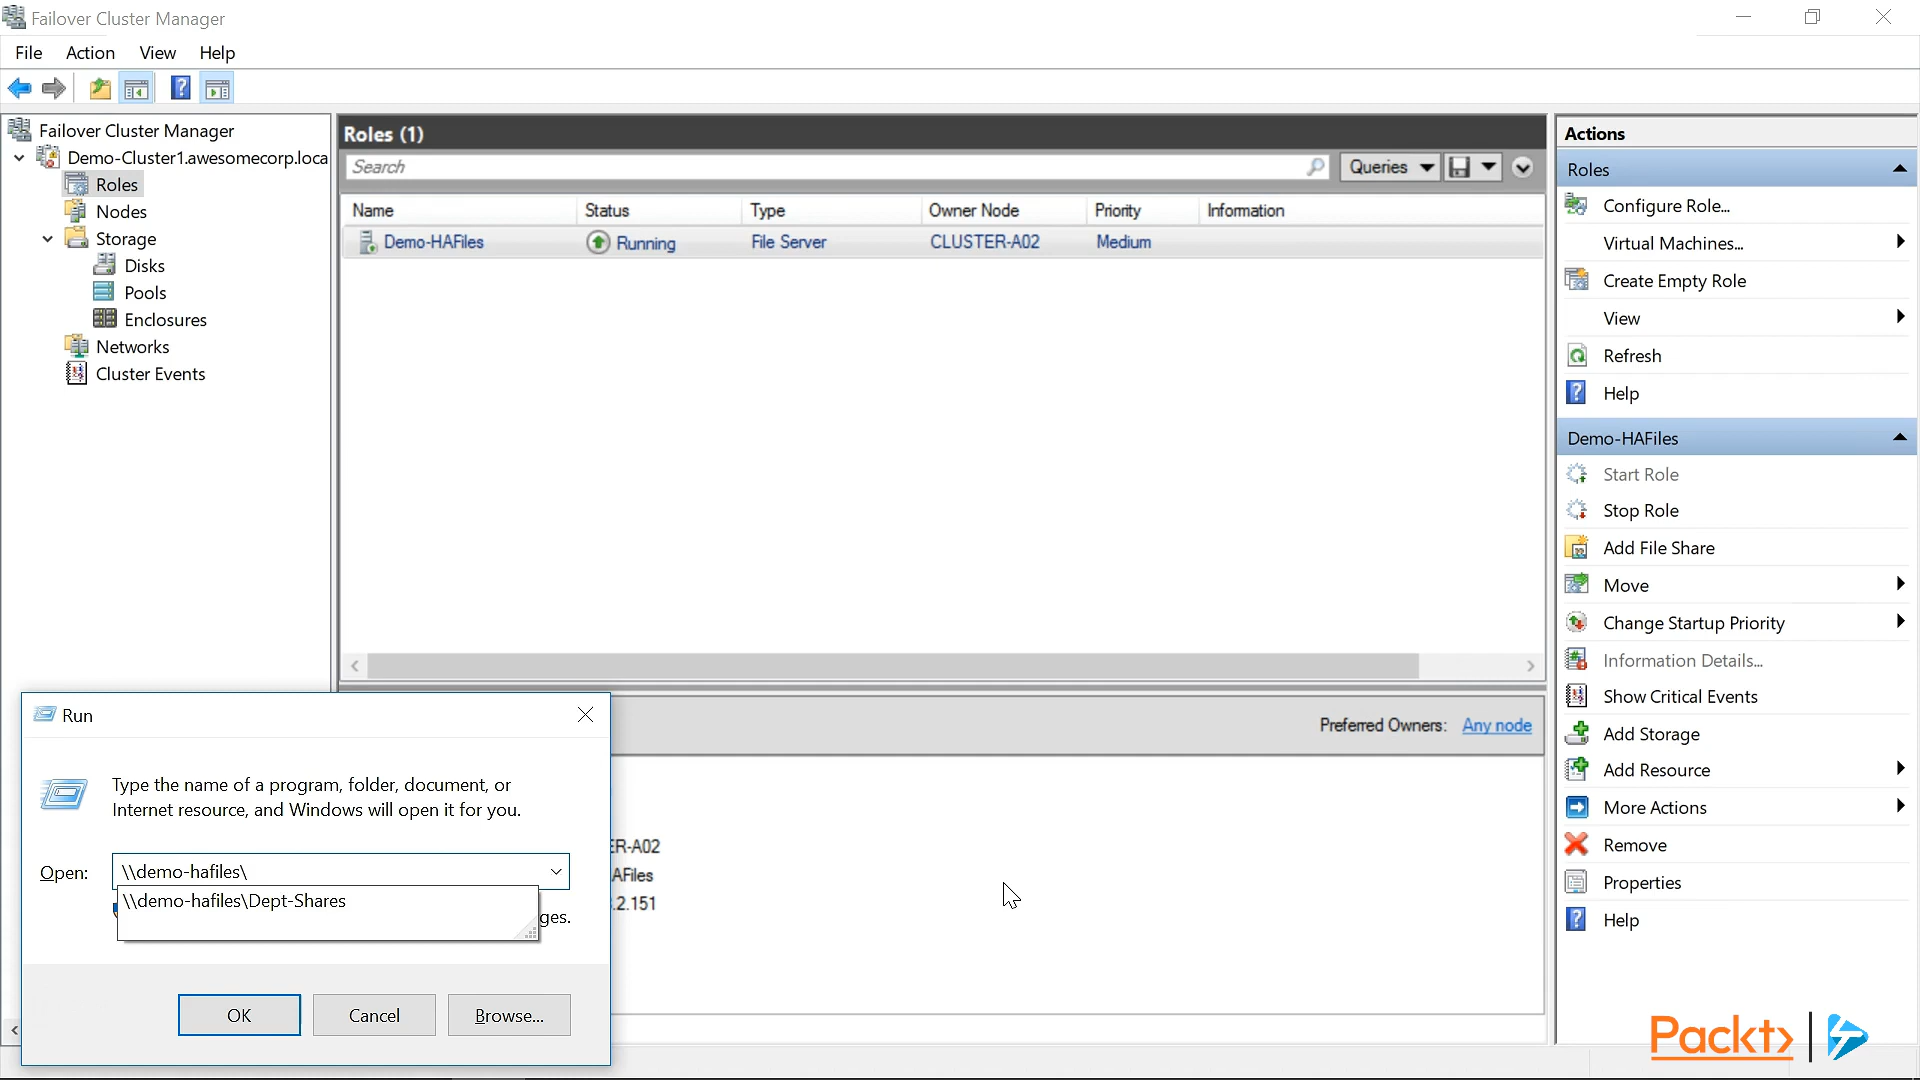 Failover Cluster Manager
File Action View Help
Failover Cluster Manager
Demo-Cluster1.awesomecorp.loca
Roles
Nodes
Storage
Disks
Pools
Enclosures
Networks
Cluster Events
Roles (1)
Search
Queries
Name Status Type Owner Node Priority Information
Demo-HAFiles Running File Server CLUSTER-A02 Medium
Preferred Owners: Any node
ER-A02
AFiles
.2.151
Actions
Roles
Configure Role...
Virtual Machines...
Create Empty Role
View
Refresh
Help
Demo-HAFiles
Start Role
Stop Role
Add File Share
Move
Change Startup Priority
Information Details...
Show Critical Events
Add Storage
Add Resource
More Actions
Remove
Properties
Help
Run
Type the name of a program, folder, document, or
Internet resource, and Windows will open it for you.
Open: \\demo-hafiles\
\\demo-hafiles\Dept-Shares
ges.
OK Cancel Browse...
Packt